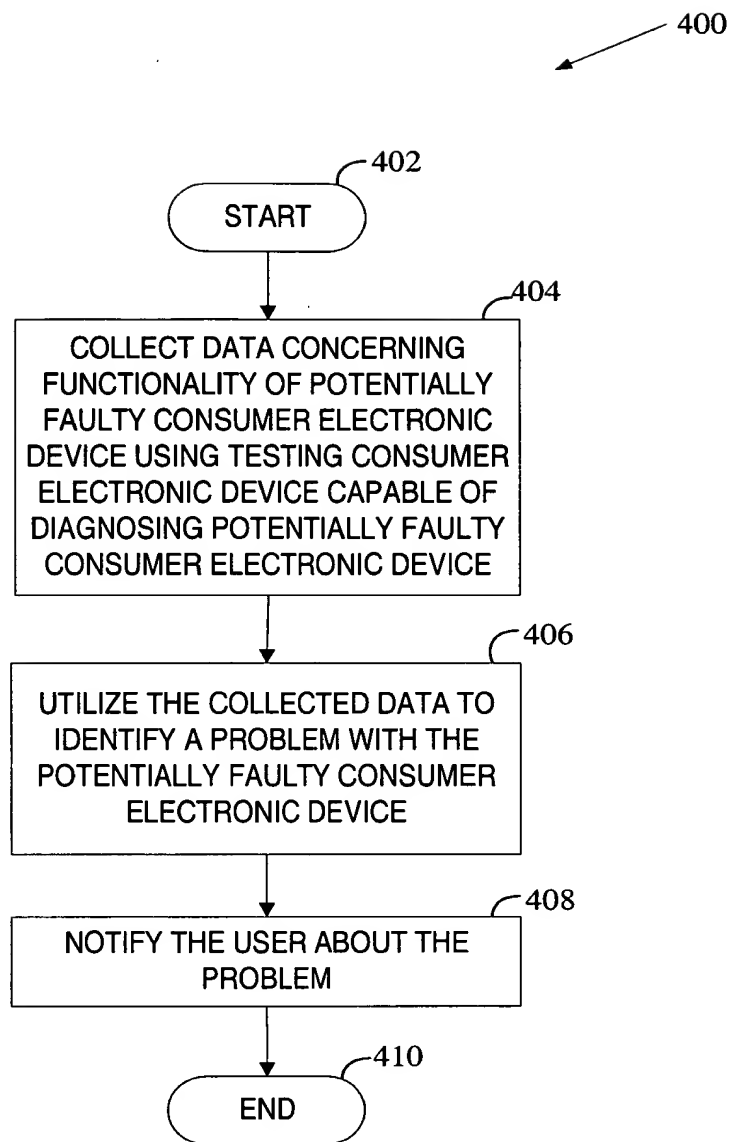 400
402
START
404
COLLECT DATA CONCERNING
FUNCTIONALITY OF POTENTIALLY
FAULTY CONSUMER ELECTRONIC
DEVICE USING TESTING CONSUMER
ELECTRONIC DEVICE CAPABLE OF
DIAGNOSING POTENTIALLY FAULTY
CONSUMER ELECTRONIC DEVICE
406
UTILIZE THE COLLECTED DATA TO
IDENTIFY A PROBLEM WITH THE
POTENTIALLY FAULTY CONSUMER
ELECTRONIC DEVICE
408
NOTIFY THE USER ABOUT THE
PROBLEM
410
END